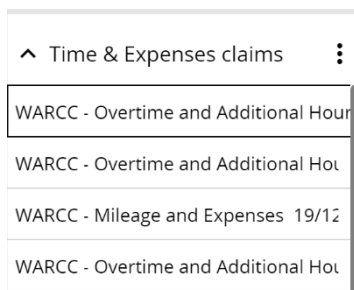 Time & Expenses claims
WARCC - Overtime and Additional Hour
WARCC - Overtime and Additional Hou
WARCC - Mileage and Expenses 19/12
WARCC - Overtime and Additional Hou